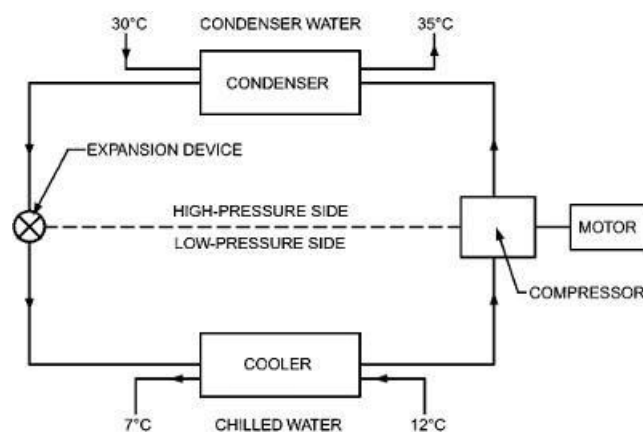 30°C CONDENSER WATER 35°C
CONDENSER
EXPANSION DEVICE
HIGH-PRESSURE SIDE
LOW-PRESSURE SIDE
MOTOR
COMPRESSOR
COOLER
7°C CHILLED WATER 12°C